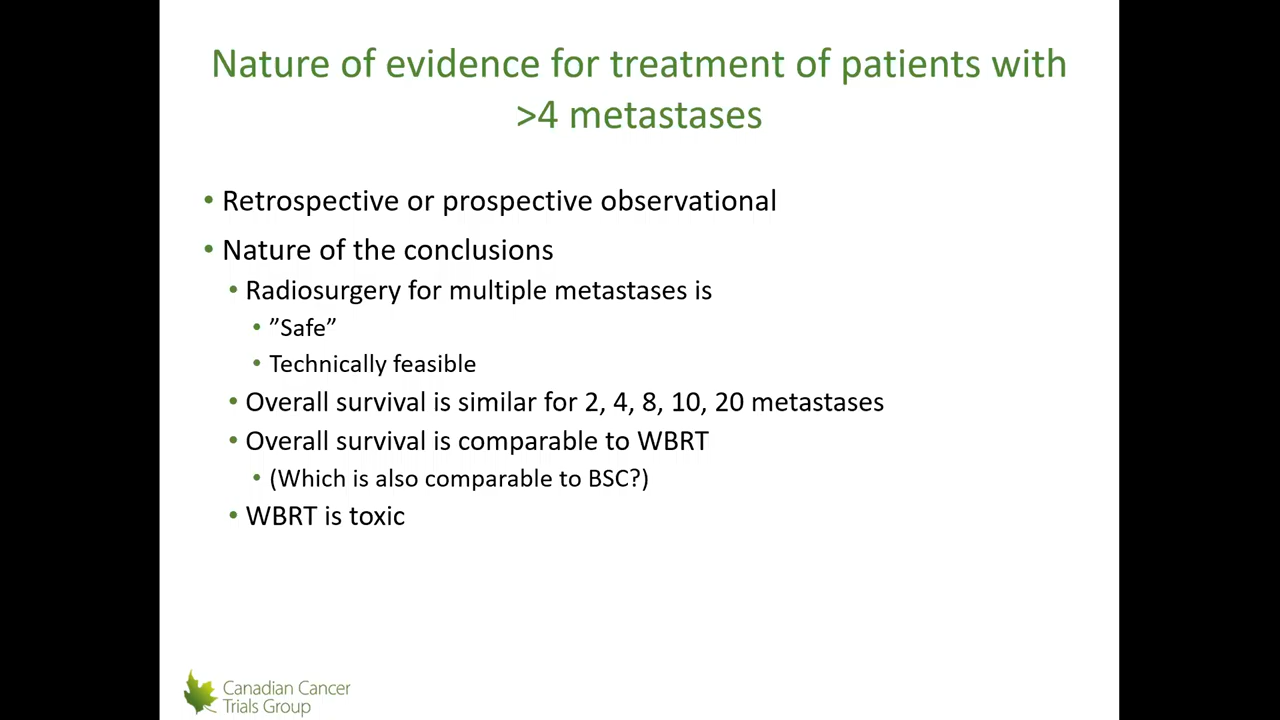 Nature of evidence for treatment of patients with
>4 metastases
• Retrospective or prospective observational
• Nature of the conclusions
• Radiosurgery for multiple metastases is
• ”Safe”
• Technically feasible
• Overall survival is similar for 2, 4, 8, 10, 20 metastases
• Overall survival is comparable to WBRT
• (Which is also comparable to BSC?)
• WBRT is toxic
Canadian Cancer
Trials Group